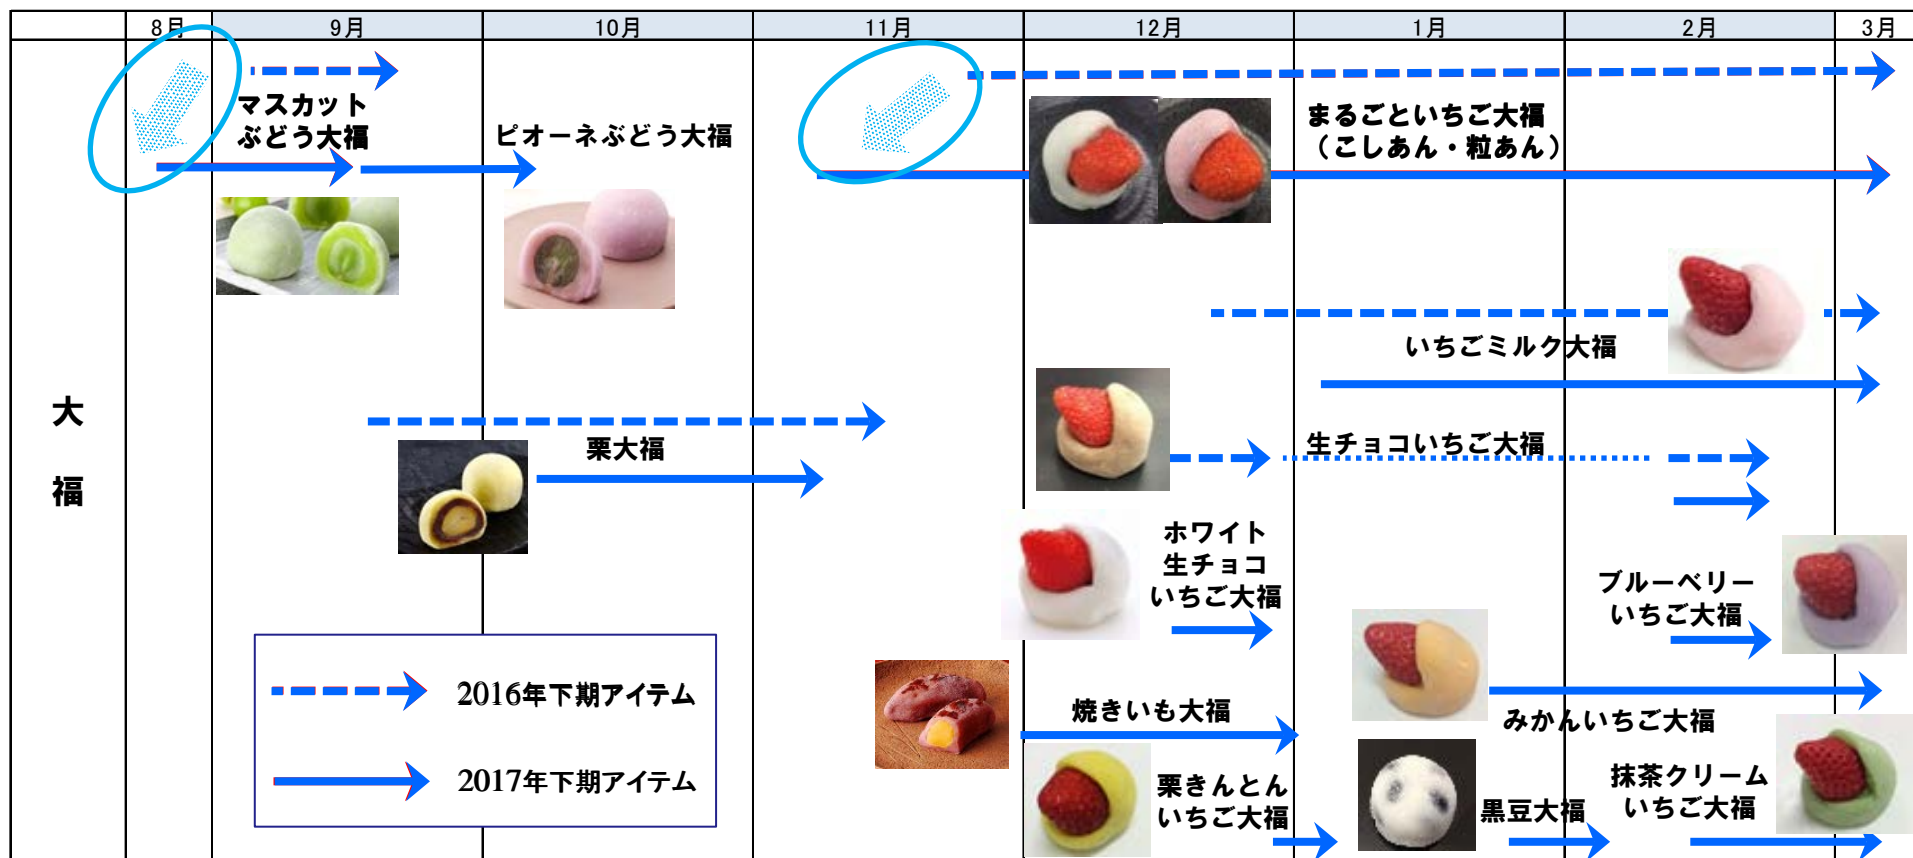 8月 9月 10月 11月 12月 1月 2月 3月
マスカット
ぶどう大福
ピオーネぶどう大福
まるごといちご大福
（こしあん・粒あん）
いちごミルク大福
大福
栗大福
生チョコいちご大福
ホワイト
生チョコ
いちご大福
ブルーベリー
いちご大福
2016年下期アイテム
2017年下期アイテム
焼きいも大福
みかんいちご大福
栗きんとん
いちご大福
黒豆大福
抹茶クリーム
いちご大福